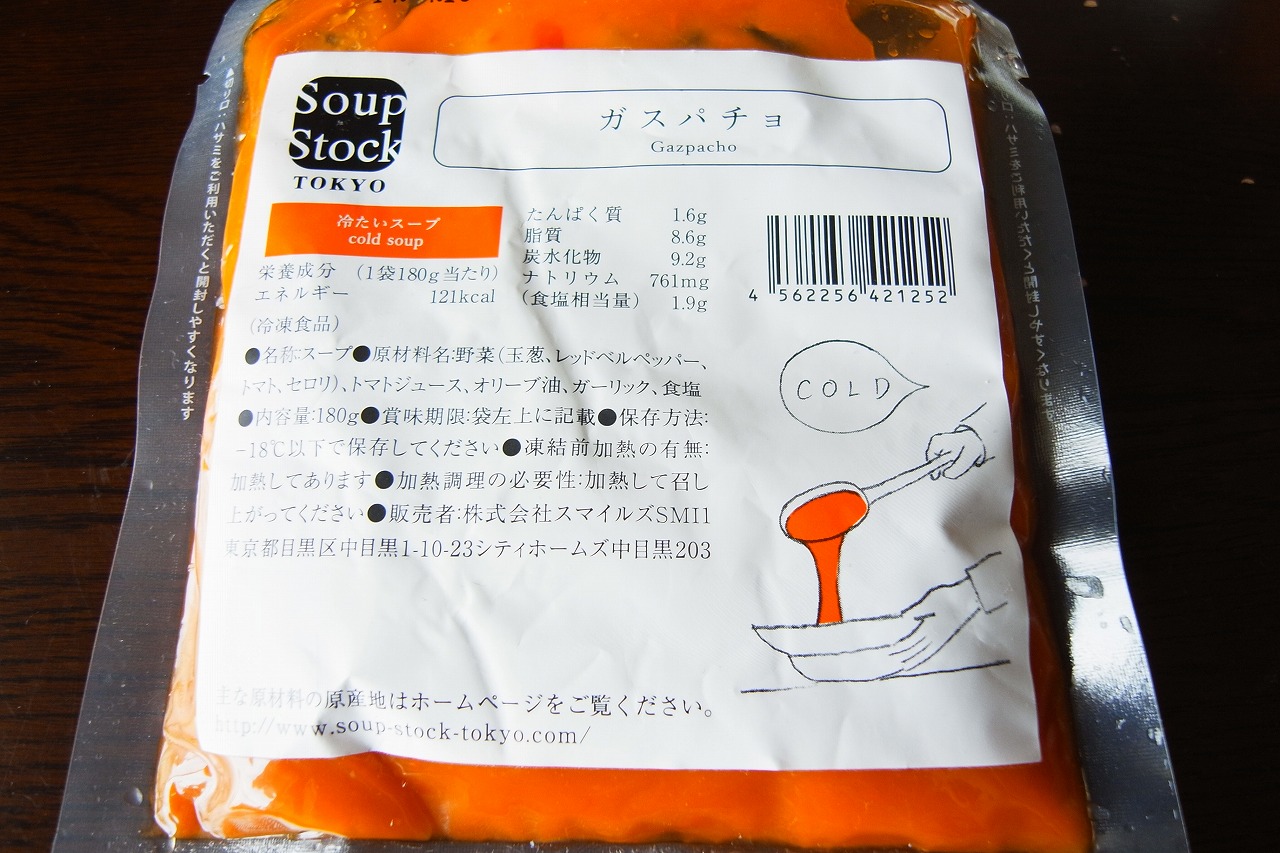 Soup
Stock
TOKYO
ガスパチョ
Gazpacho
冷たいスープ
cold soup
栄養成分 (1袋180g当たり)
エネルギー 121kcal
たんぱく質 1.6g
脂質 8.6g
炭水化物 9.2g
ナトリウム 761mg
(食塩相当量) 1.9g
4 562256 421252
(冷凍食品)
●名称:スープ●原材料名:野菜(玉葱、レッドベルペッパー、
トマト、セロリ)、トマトジュース、オリーブ油、ガーリック、食塩
●内容量:180g●賞味期限:袋左上に記載●保存方法:
-18℃以下で保存してください●凍結前加熱の有無:
加熱してあります●加熱調理の必要性:加熱して召し
上がってください●販売者:株式会社スマイルズSMI1
東京都目黒区中目黒1-10-23シティホームズ中目黒203
COLD
主な原材料の原産地はホームページをご覧ください。
http://www.soup-stock-tokyo.com/
▲切り口 ハサミをご利用いただくと開封しやすくなります